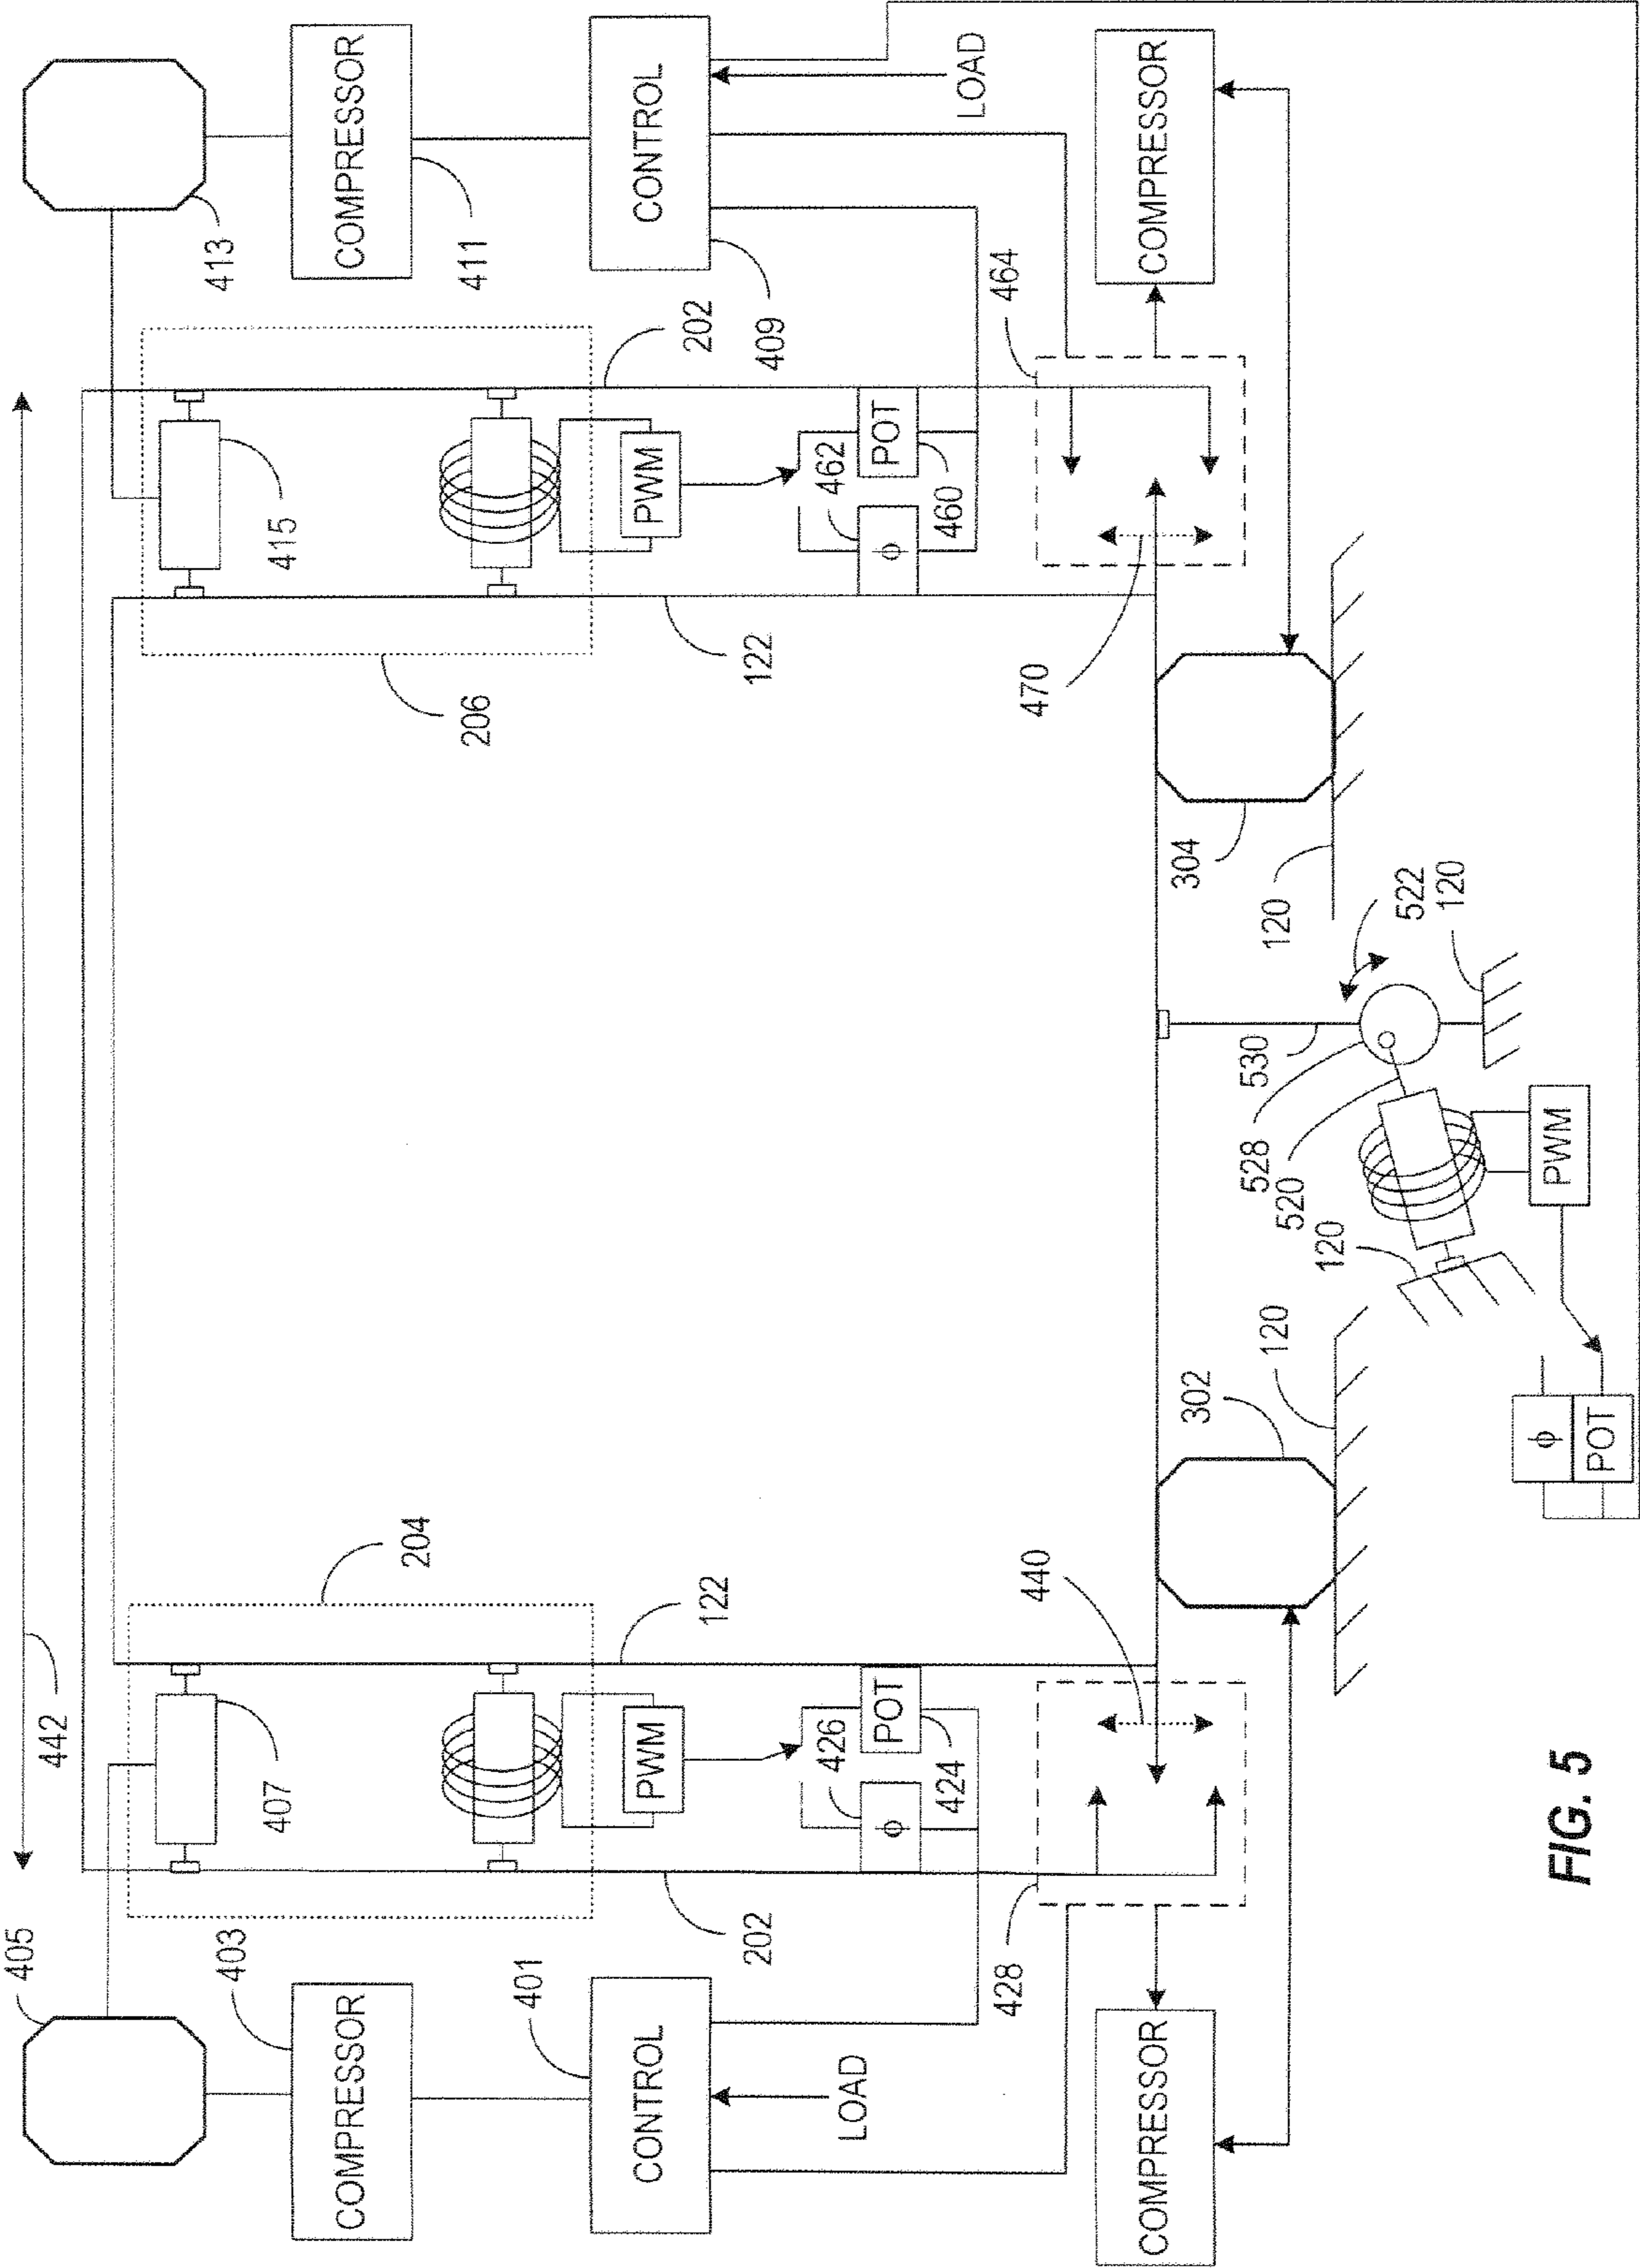 405
442
403
413
407
415
COMPRESSOR
COMPRESSOR
204
411
206
401
CONTROL
PWM
PWM
CONTROL
122
202
202
122
409
426
462
LOAD
ϕ
POT
ϕ
POT
424
460
LOAD
428
464
440
470
COMPRESSOR
COMPRESSOR
302
304
528
530
120
520
120
120
522
120
ϕ
PWM
POT
FIG. 5